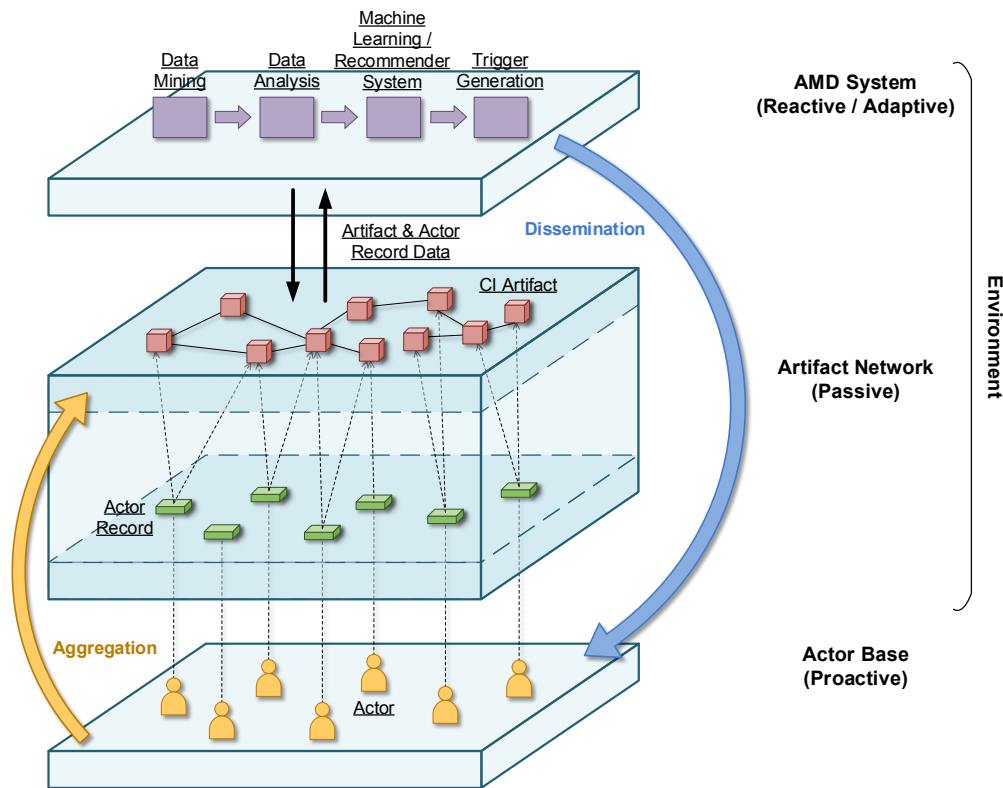 Data
Mining
Data
Analysis
Machine
Learning /
Recommender
System
Trigger
Generation
AMD System
(Reactive / Adaptive)
Dissemination
Artifact & Actor
Record Data
CI Artifact
Environment
Artifact Network
(Passive)
Actor
Record
Aggregation
Actor
Actor Base
(Proactive)